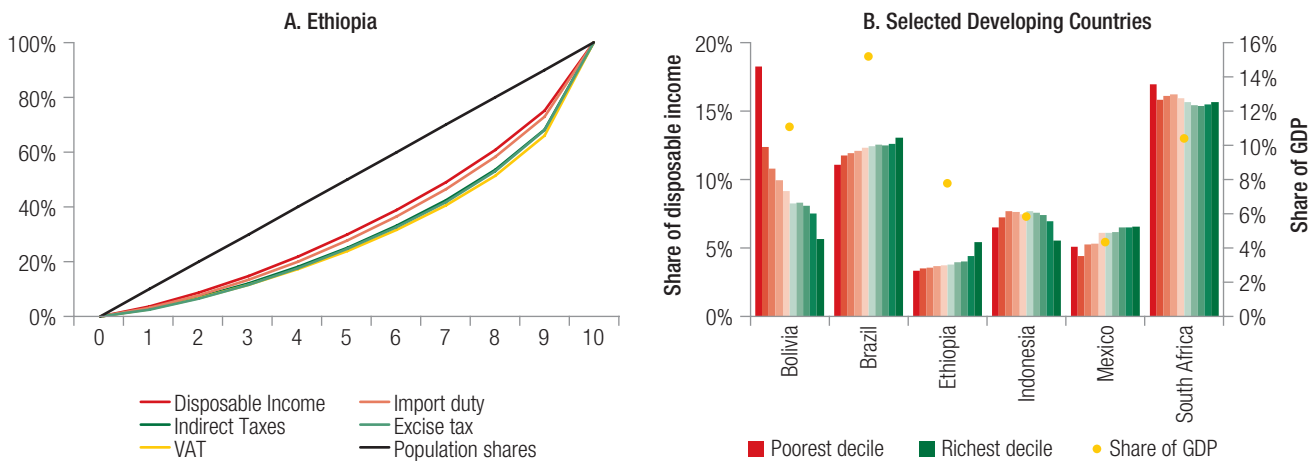 A. Ethiopia
100%
80%
60%
40%
20%
0%
0 1 2 3 4 5 6 7 8 9 10
Disposable Income
Import duty
Indirect Taxes
Excise tax
VAT
Population shares
B. Selected Developing Countries
Share of disposable income
20%
15%
10%
5%
0%
Share of GDP
16%
14%
12%
10%
8%
6%
4%
2%
0%
Bolivia
Brazil
Ethiopia
Indonesia
Mexico
South Africa
Poorest decile
Richest decile
Share of GDP